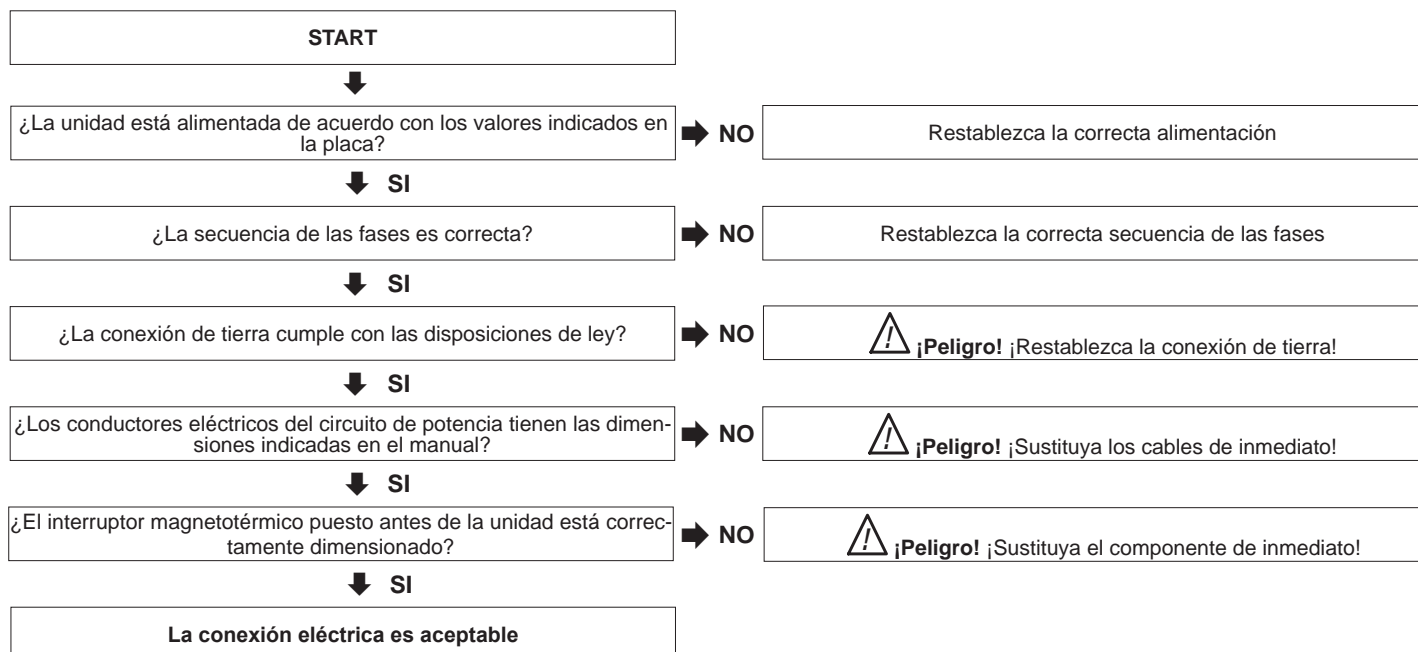 START
¿La unidad está alimentada de acuerdo con los valores indicados en
la placa?
NO
Restablezca la correcta alimentación
SI
¿La secuencia de las fases es correcta?
NO
Restablezca la correcta secuencia de las fases
SI
¿La conexión de tierra cumple con las disposiciones de ley?
NO
¡Peligro! ¡Restablezca la conexión de tierra!
SI
¿Los conductores eléctricos del circuito de potencia tienen las dimen-
siones indicadas en el manual?
NO
¡Peligro! ¡Sustituya los cables de inmediato!
SI
¿El interruptor magnetotérmico puesto antes de la unidad está correc-
tamente dimensionado?
NO
¡Peligro! ¡Sustituya el componente de inmediato!
SI
La conexión eléctrica es aceptable